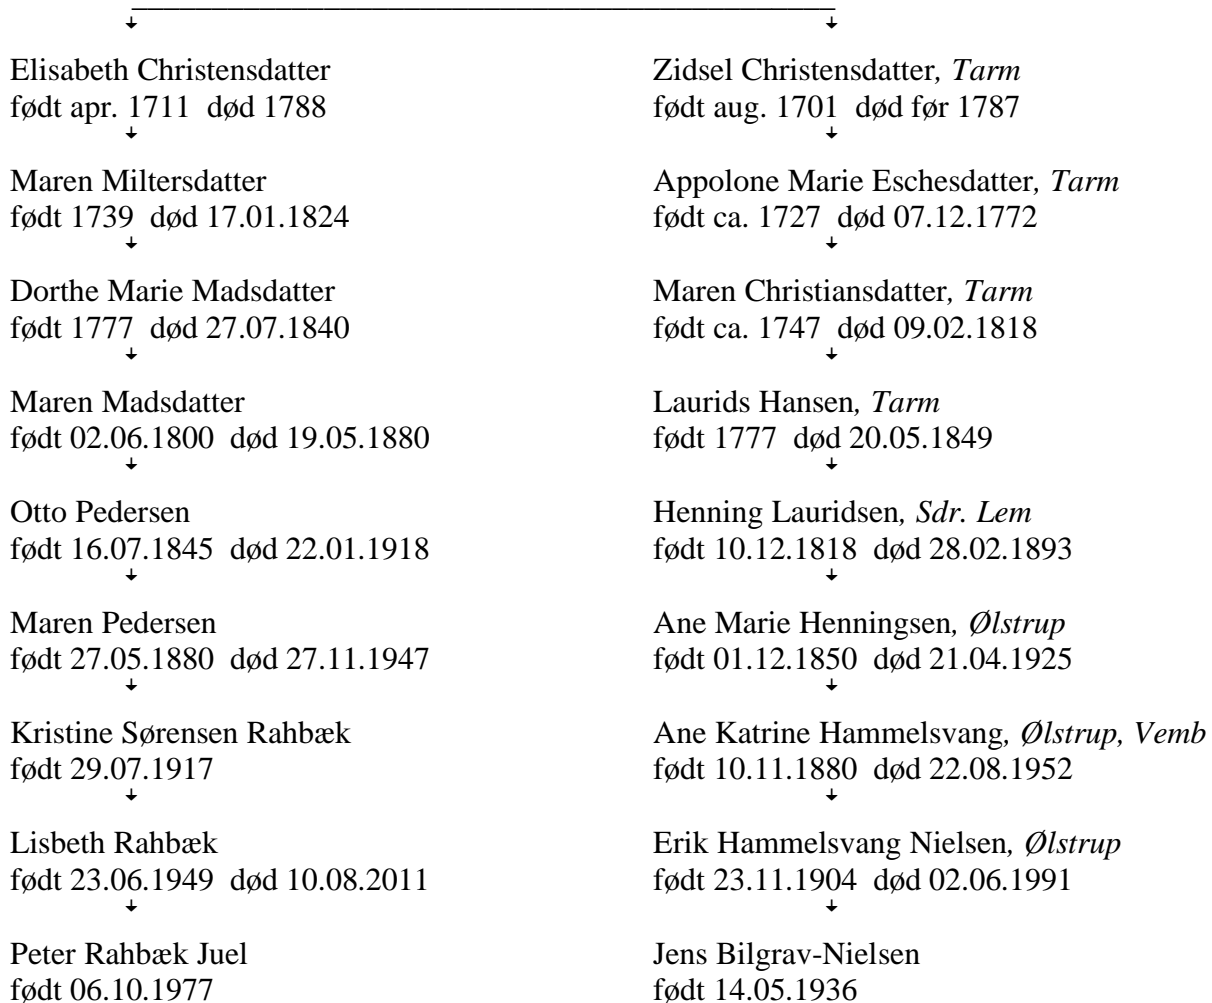 Elisabeth Christensdatter
født apr. 1711 død 1788
Maren Miltersdatter
født 1739 død 17.01.1824
Dorthe Marie Madsdatter
født 1777 død 27.07.1840
Maren Madsdatter
født 02.06.1800 død 19.05.1880
Otto Pedersen
født 16.07.1845 død 22.01.1918
Maren Pedersen
født 27.05.1880 død 27.11.1947
Kristine Sørensen Rahbæk
født 29.07.1917
Lisbeth Rahbæk
født 23.06.1949 død 10.08.2011
Peter Rahbæk Juel
født 06.10.1977
Zidsel Christensdatter, Tarm
født aug. 1701 død før 1787
Appolone Marie Eschesdatter, Tarm
født ca. 1727 død 07.12.1772
Maren Christiansdatter, Tarm
født ca. 1747 død 09.02.1818
Laurids Hansen, Tarm
født 1777 død 20.05.1849
Henning Lauridsen, Sdr. Lem
født 10.12.1818 død 28.02.1893
Ane Marie Henningsen, Ølstrup
født 01.12.1850 død 21.04.1925
Ane Katrine Hammelsvang, Ølstrup, Vemb
født 10.11.1880 død 22.08.1952
Erik Hammelsvang Nielsen, Ølstrup
født 23.11.1904 død 02.06.1991
Jens Bilgrav-Nielsen
født 14.05.1936